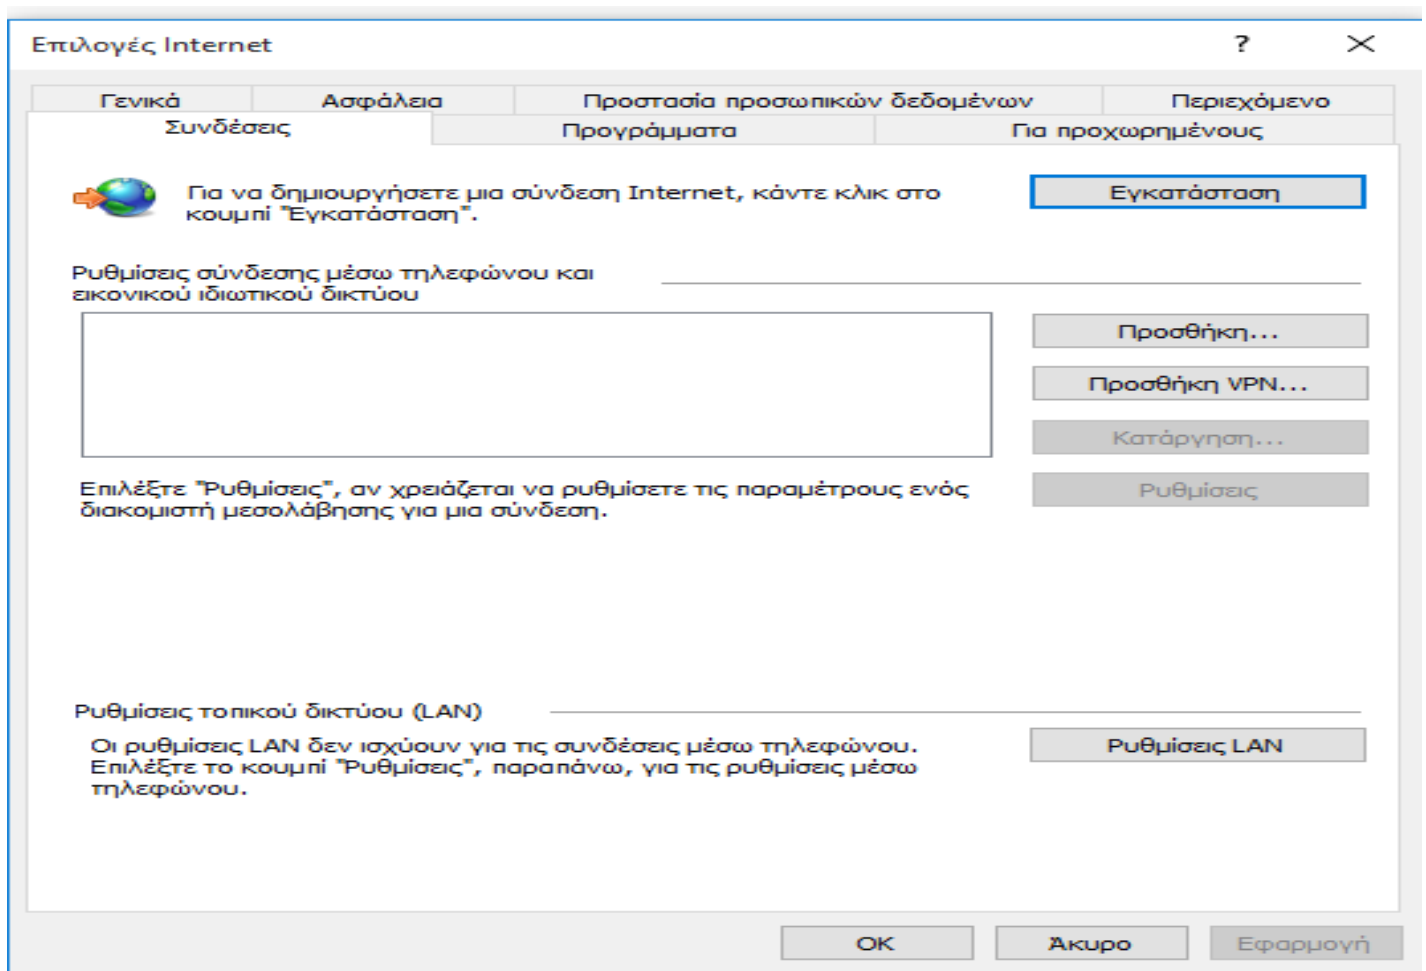 Επιλογές Internet ?
Γενικά Ασφάλεια Προστασία προσωπικών δεδομένων Περιεχόμενο
Συνδέσεις Προγράμματα Για προχωρημένους
Για να δημιουργήσετε μια σύνδεση Internet, κάντε κλικ στο
κουμπί "Εγκατάσταση".
Εγκατάσταση
Ρυθμίσεις σύνδεσης μέσω τηλεφώνου και
εικονικού ιδιωτικού δικτύου
Προσθήκη...
Προσθήκη VPN...
Κατάργηση...
Επιλέξτε "Ρυθμίσεις", αν χρειάζεται να ρυθμίσετε τις παραμέτρους ενός
διακομιστή μεσολάβησης για μια σύνδεση.
Ρυθμίσεις
Ρυθμίσεις τοπικού δικτύου (LAN)
Οι ρυθμίσεις LAN δεν ισχύουν για τις συνδέσεις μέσω τηλεφώνου.
Επιλέξτε το κουμπί "Ρυθμίσεις", παραπάνω, για τις ρυθμίσεις μέσω
τηλεφώνου.
Ρυθμίσεις LAN
OK Άκυρο Εφαρμογή